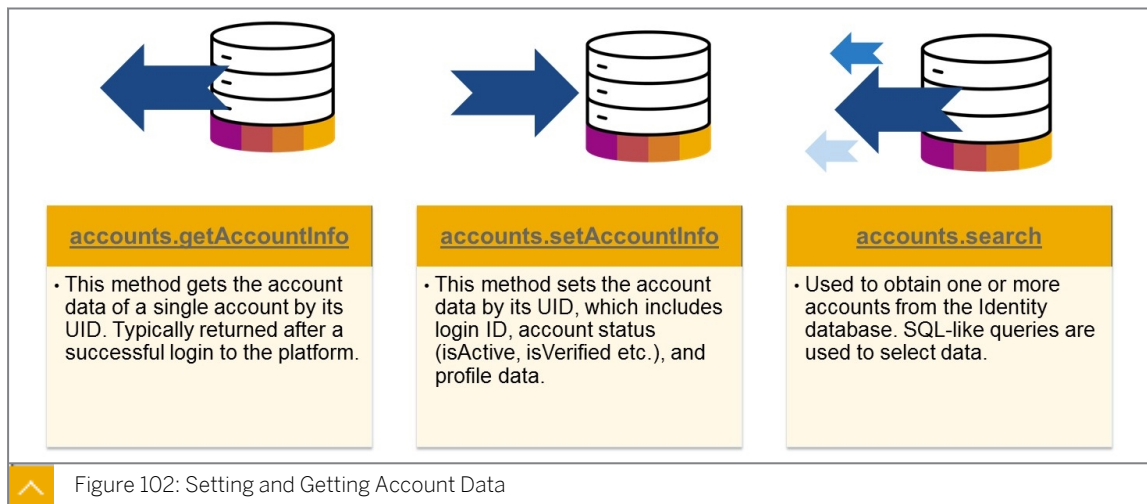 accounts.getAccountInfo
• This method gets the account
data of a single account by its
UID. Typically returned after a
successful login to the platform.
accounts.setAccountInfo
• This method sets the account
data by its UID, which includes
login ID, account status
(isActive, isVerified etc.), and
profile data.
accounts.search
• Used to obtain one or more
accounts from the Identity
database. SQL-like queries are
used to select data.
Figure 102: Setting and Getting Account Data